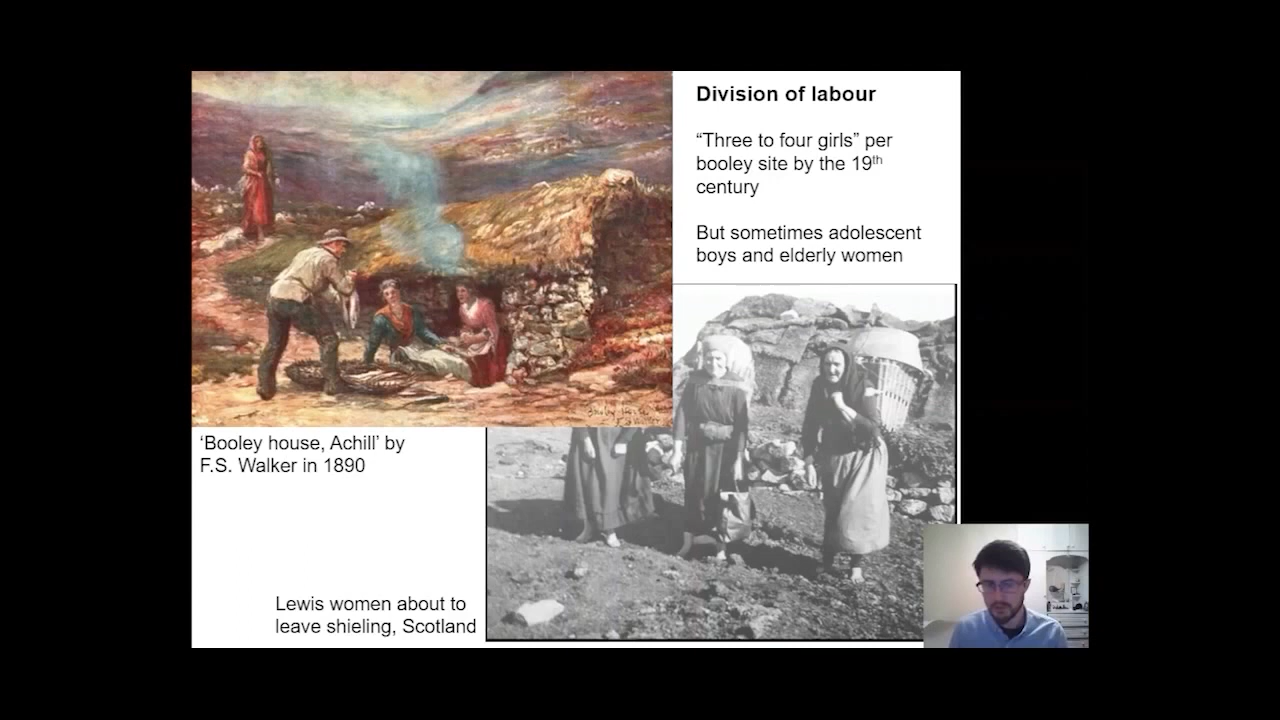 Division of labour
“Three to four girls” per
booley site by the 19th
century
But sometimes adolescent
boys and elderly women
‘Booley house, Achill’ by
F.S. Walker in 1890
Lewis women about to
leave shieling, Scotland